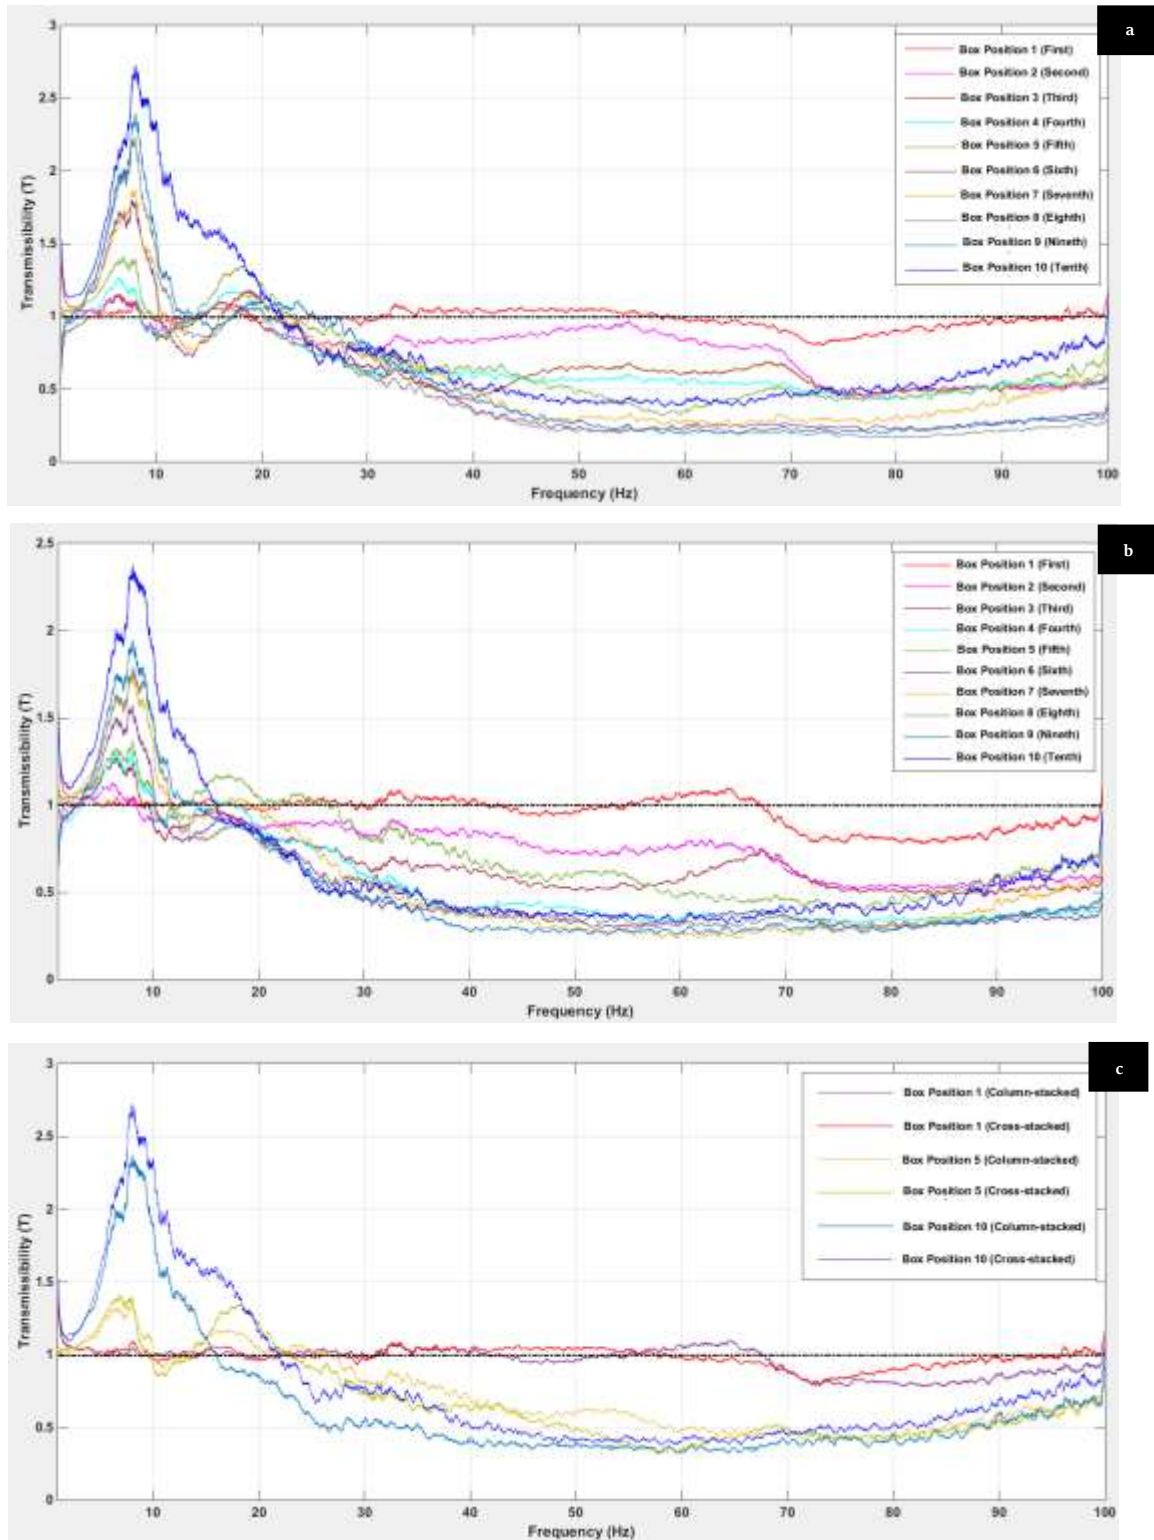 a
3
2.5
2
1.5
1
0.5
0
Transmissibility (T)
10 20 30 40 50 60 70 80 90 100
Frequency (Hz)
Box Position 1 (First)
Box Position 2 (Second)
Box Position 3 (Third)
Box Position 4 (Fourth)
Box Position 5 (Fifth)
Box Position 6 (Sixth)
Box Position 7 (Seventh)
Box Position 8 (Eighth)
Box Position 9 (Nineth)
Box Position 10 (Tenth)
b
2.5
2
1.5
1
0.5
0
Transmissibility (T)
10 20 30 40 50 60 70 80 90 100
Frequency (Hz)
Box Position 1 (First)
Box Position 2 (Second)
Box Position 3 (Third)
Box Position 4 (Fourth)
Box Position 5 (Fifth)
Box Position 6 (Sixth)
Box Position 7 (Seventh)
Box Position 8 (Eighth)
Box Position 9 (Nineth)
Box Position 10 (Tenth)
c
3
2.5
2
1.5
1
0.5
0
Transmissibility (T)
10 20 30 40 50 60 70 80 90 100
Frequency (Hz)
Box Position 1 (Column-stacked)
Box Position 1 (Cross-stacked)
Box Position 5 (Column-stacked)
Box Position 5 (Cross-stacked)
Box Position 10 (Column-stacked)
Box Position 10 (Cross-stacked)